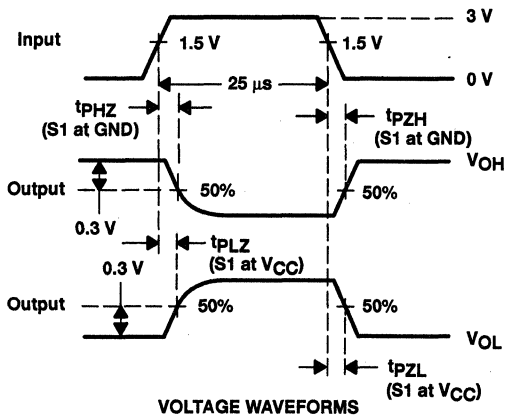 3 V
Input
1.5 V
1.5 V
25 μs
0 V
tPHZ
(S1 at GND)
tPZH
(S1 at GND)
VOH
Output
50%
50%
0.3 V
tPLZ
(S1 at VCC)
0.3 V
Output
50%
50%
VOL
tPZL
(S1 at VCC)
VOLTAGE WAVEFORMS